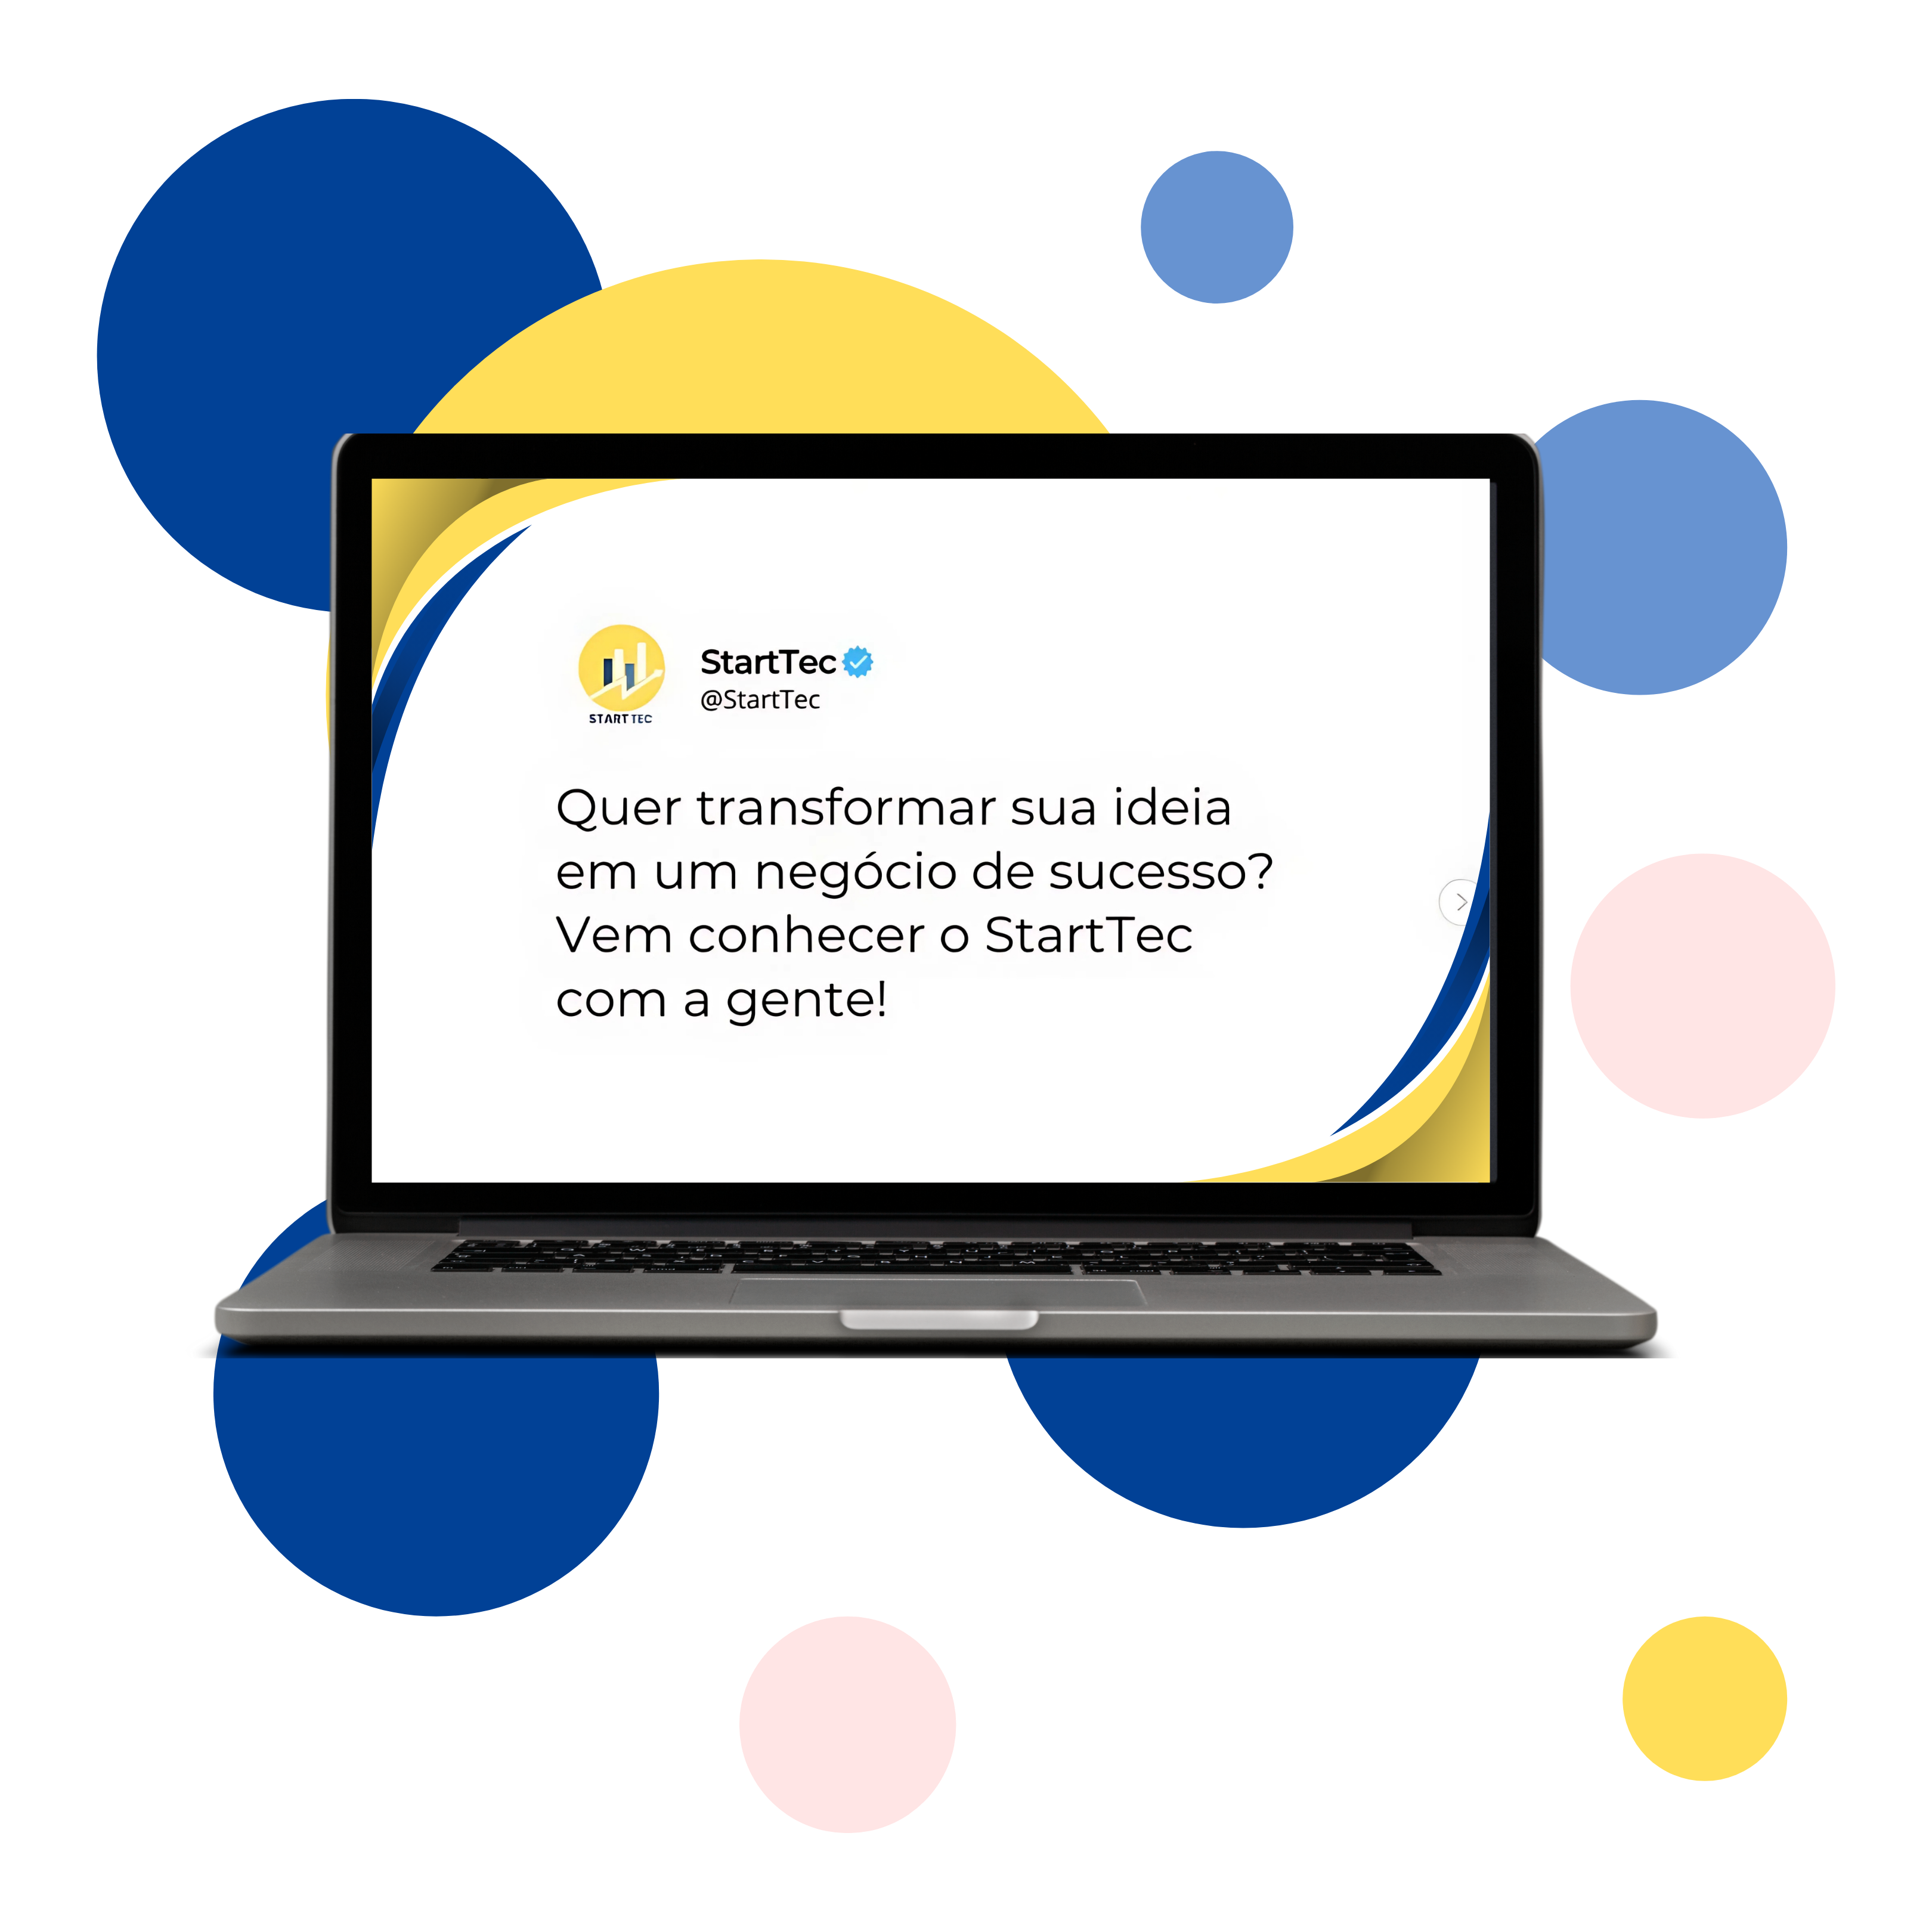 START TEC
StartTec
@StartTec
Quer transformar sua ideia
em um negócio de sucesso?
Vem conhecer o StartTec
com a gente!